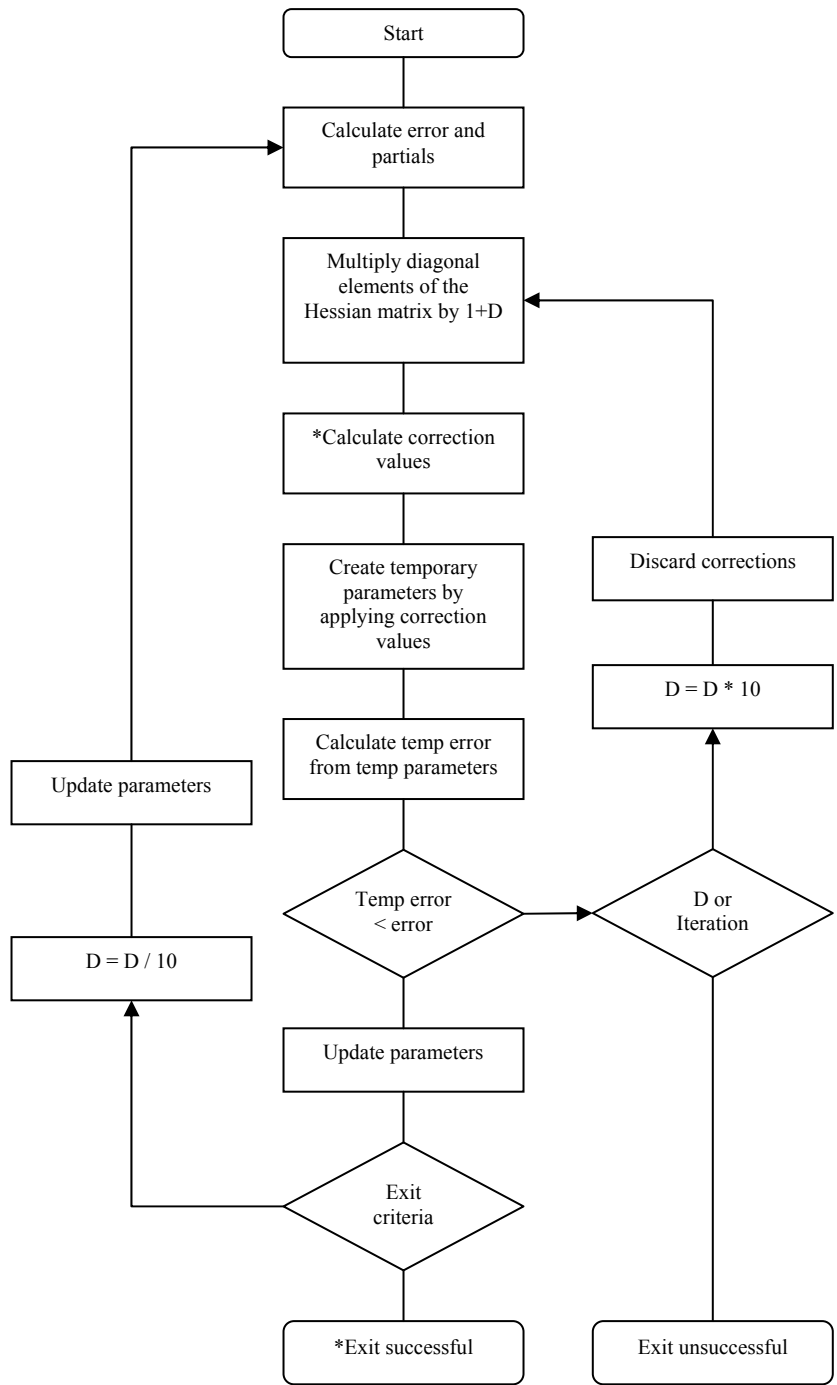 Start
Calculate error and
partials
Multiply diagonal
elements of the
Hessian matrix by 1+D
*Calculate correction
values
Create temporary
parameters by
applying correction
values
Discard corrections
D = D * 10
Calculate temp error
from temp parameters
Update parameters
Temp error
< error
D or
Iteration
D = D / 10
Update parameters
Exit
criteria
*Exit successful
Exit unsuccessful